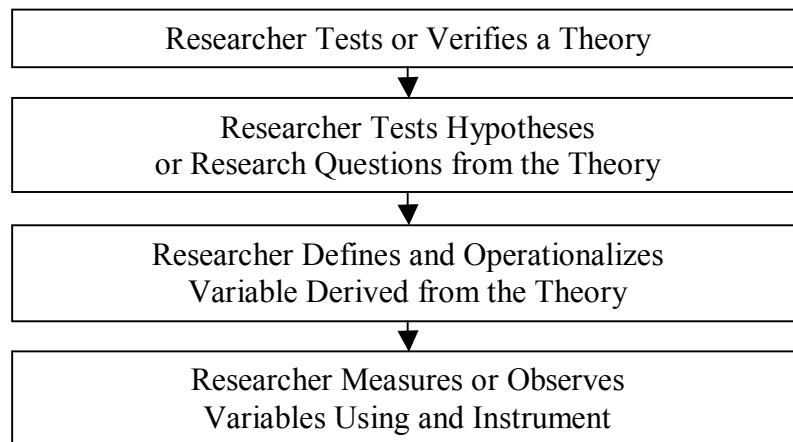 Researcher Tests or Verifies a Theory
Researcher Tests Hypotheses
or Research Questions from the Theory
Researcher Defines and Operationalizes
Variable Derived from the Theory
Researcher Measures or Observes
Variables Using and Instrument